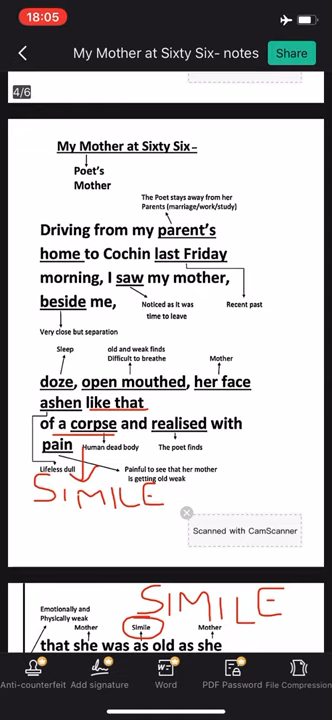 18:05
My Mother at Sixty Six- notes
Share
4/6
My Mother at Sixty Six–
Poet's
Mother
The Poet stays away from her
Parents (marriage/work/study)
Driving from my parent's
home to Cochin last Friday
morning, I saw my mother,
beside me,
Noticed as it was
time to leave
Recent past
Very close but separation
Sleep
old and weak finds
Difficult to breathe
Mother
doze, open mouthed, her face
ashen like that
of a corpse and realised with
pain
Human dead body
The poet finds
Lifeless dull
Painful to see that her mother
is getting old weak
SIMILE
Scanned with CamScanner
Emotionally and
Physically weak
SIMILE
Mother
Simile
Mother
that she was as old as she
Anti-counterfeit
Add signature
Word
PDF Password
File Compression